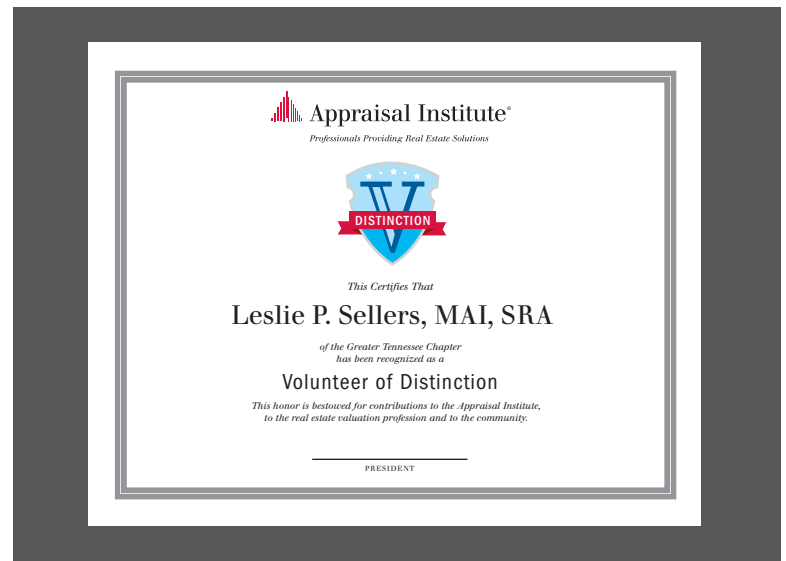 Appraisal Institute®
Professionals Providing Real Estate Solutions
V
DISTINCTION
This Certifies That
Leslie P. Sellers, MAI, SRA
of the Greater Tennessee Chapter
has been recognized as a
Volunteer of Distinction
This honor is bestowed for contributions to the Appraisal Institute,
to the real estate valuation profession and to the community.
PRESIDENT